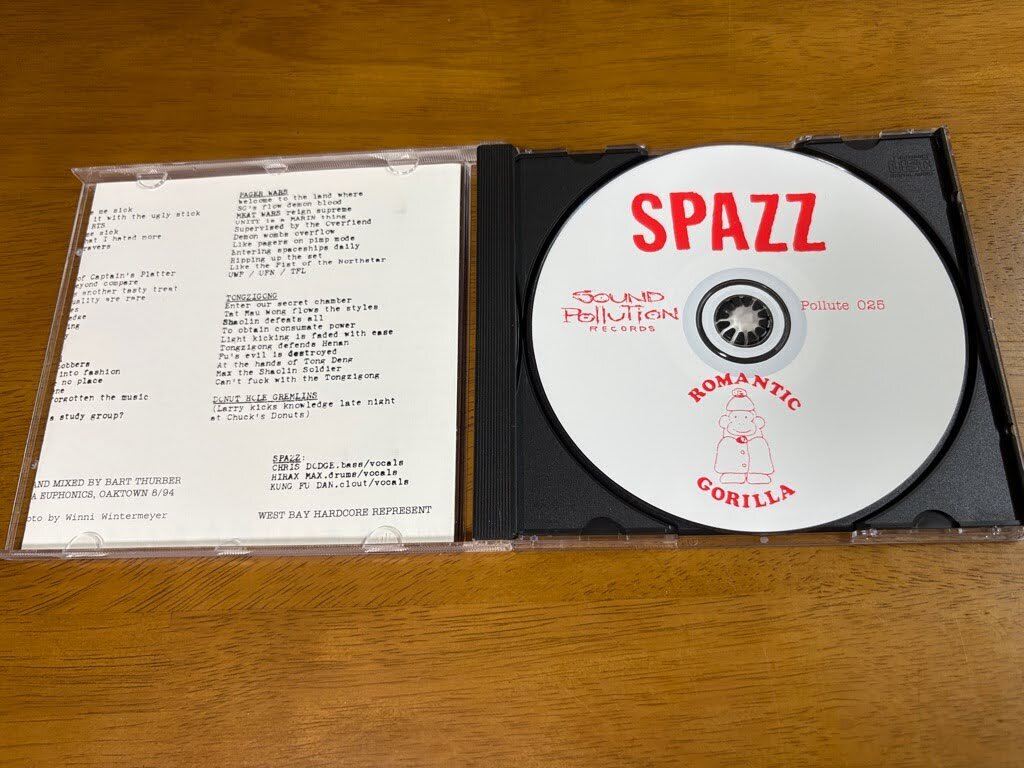 me sick
it with the ugly stick
me sick
hat I hated more
ravers
of Captain's Platter
eyond compare
s another tasty treat
uality are rare
es
edge
ing
y
obbers
into fashion
no place
ne
orgotten the music
a study group?
AND MIXED BY BART THURBER
A EUPHONICS, OAKTOWN 8/94
oto by Winni Wintermeyer
PAGER WARS
Welcome to the land where
SG's flow demon blood
MEAT WARS reign supreme
UNITY is a MARIN thing
Supervised by the Overfiend
Demon wombs overflow
Like pagers on pimp mode
Entering spaceships daily
Ripping up the set
Like the Fist of the Northstar
UWF / UFN / TFL
TONGZIGONG
Enter our secret chamber
Tat Mau Wong flows the styles
Shaolin defeats all
To obtain consumate power
Light kicking is faded with ease
Tongzigong defends Henan
Fu's evil is destroyed
At the hands of Tong Deng
Max the Shaolin Soldier
Can't fuck with the Tongzigong
DONUT HOLE GREMLINS
(Larry kicks knowledge late night
at Chuck's Donuts)
SPAZZ:
CHRIS DODGE.bass/vocals
HIRAX MAX.drums/vocals
KUNG FU DAN.clout/vocals
WEST BAY HARDCORE REPRESENT
SPAZZ
SOUND
POLLUTION
RECORDS
Pollute 025
ROMANTIC
GORILLA